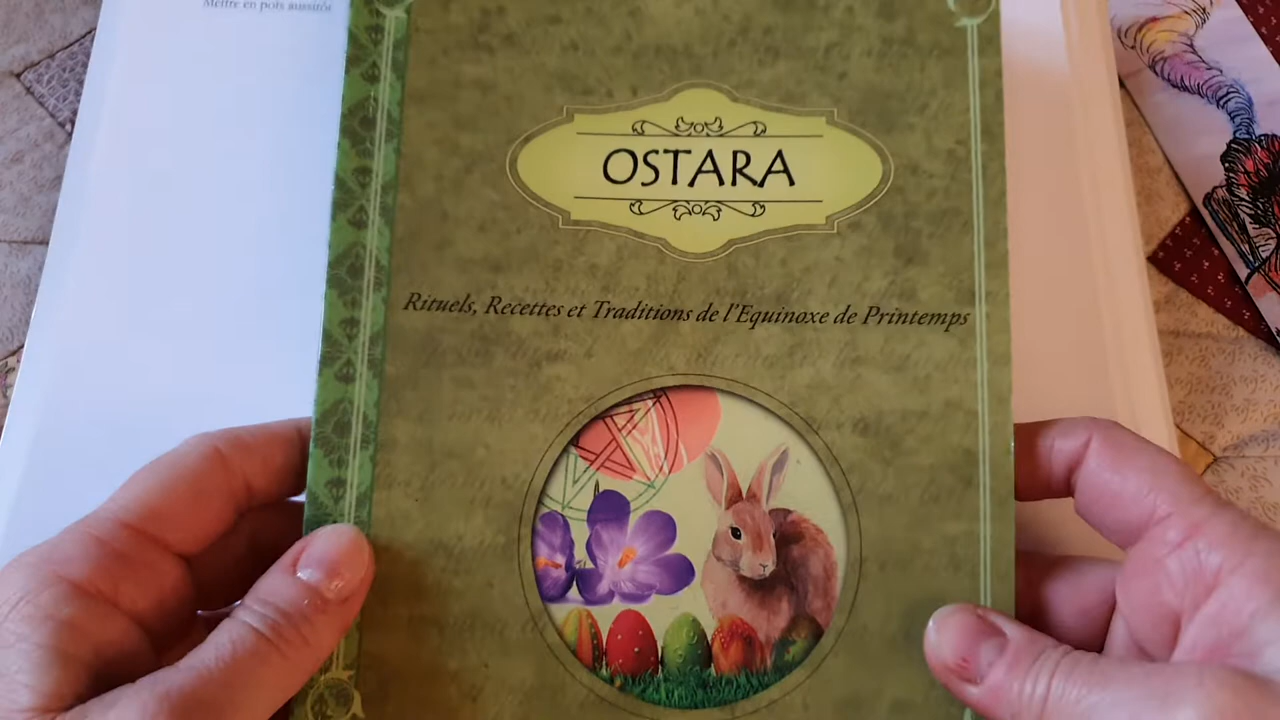 Mettre en pots aussitôt
OSTARA
Rituels, Recettes et Traditions de l'Equinoxe de Printemps